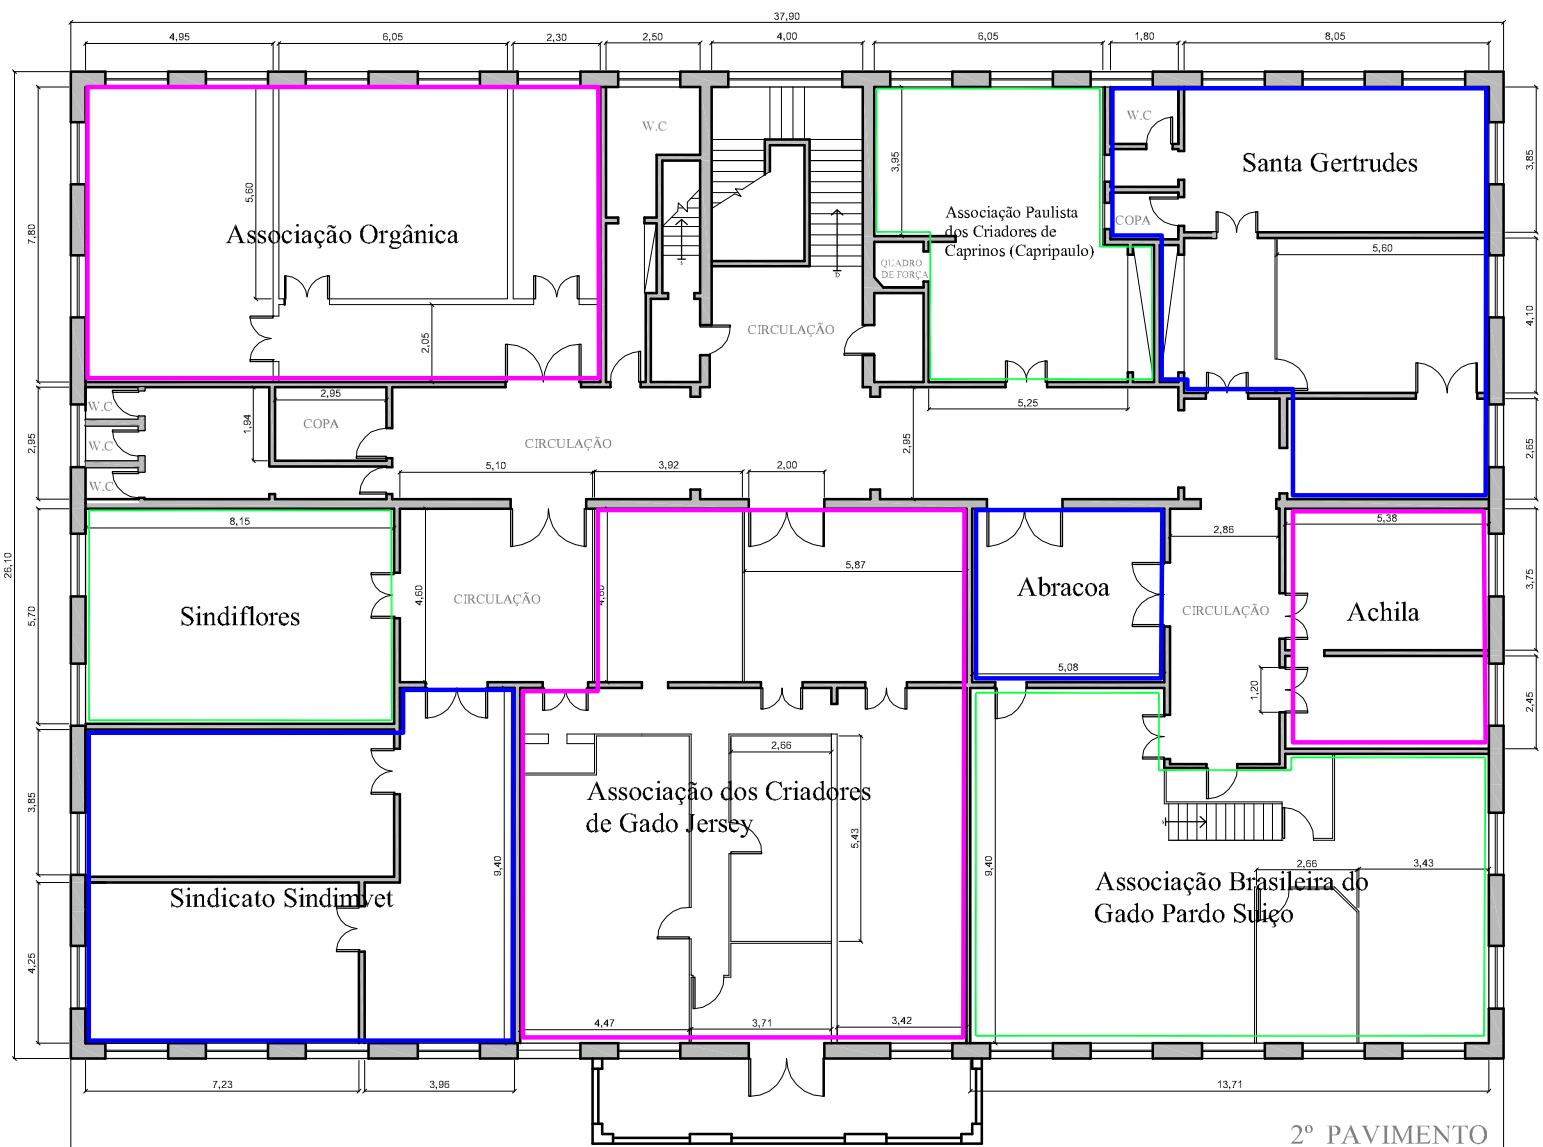 37,90
4,95
6,05
2,30
2,50
4,00
6,05
1,80
8,05
W.C
W.C
3,95
Santa Gertrudes
3,85
5,60
7,80
Associação Orgânica
Associação Paulista
dos Criadores de
Caprinos (Capripaulo)
COPA
5,60
QUADRO
DE FORÇA
2,05
CIRCULAÇÃO
4,10
2,95
5,25
W.C
1,94
COPA
CIRCULAÇÃO
2,95
2,95
2,65
W.C
W.C
5,10
3,92
2,00
8,15
2,86
5,38
26,10
5,70
Sindiflores
4,60
CIRCULAÇÃO
4,60
5,87
Abracoa
CIRCULAÇÃO
Achila
3,75
5,08
1,20
2,45
2,66
3,85
Associação dos Criadores
de Gado Jersey
5,43
9,40
9,40
2,66
3,43
Sindicato Sindimvet
Associação Brasileira do
Gado Pardo Suiço
4,25
4,47
3,71
3,42
7,23
3,96
13,71
2º PAVIMENTO